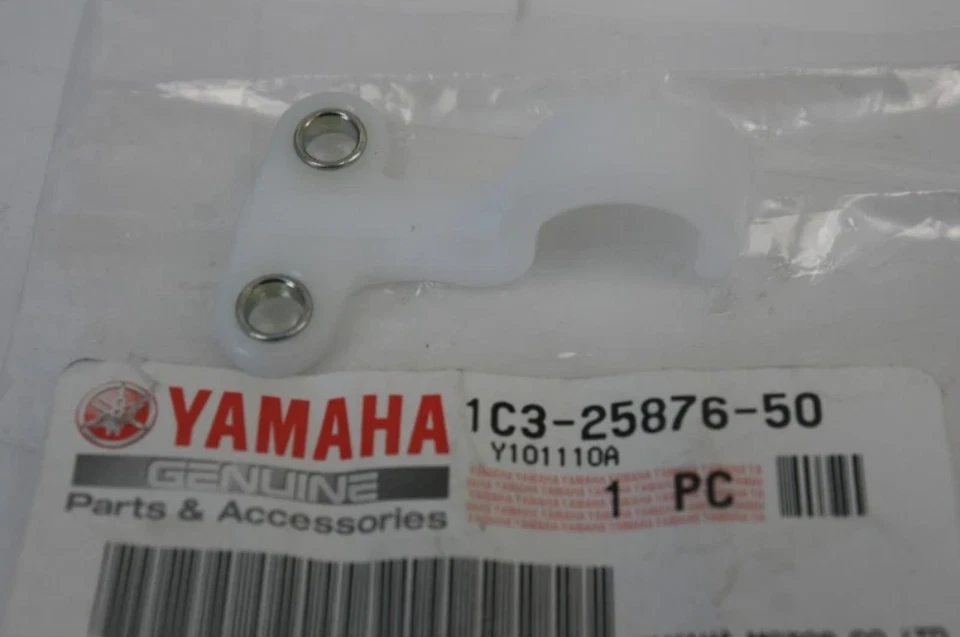 YAMAHA
GENUINE
Parts & Accessories
1C3-25876-50
Y101110A
1 PC